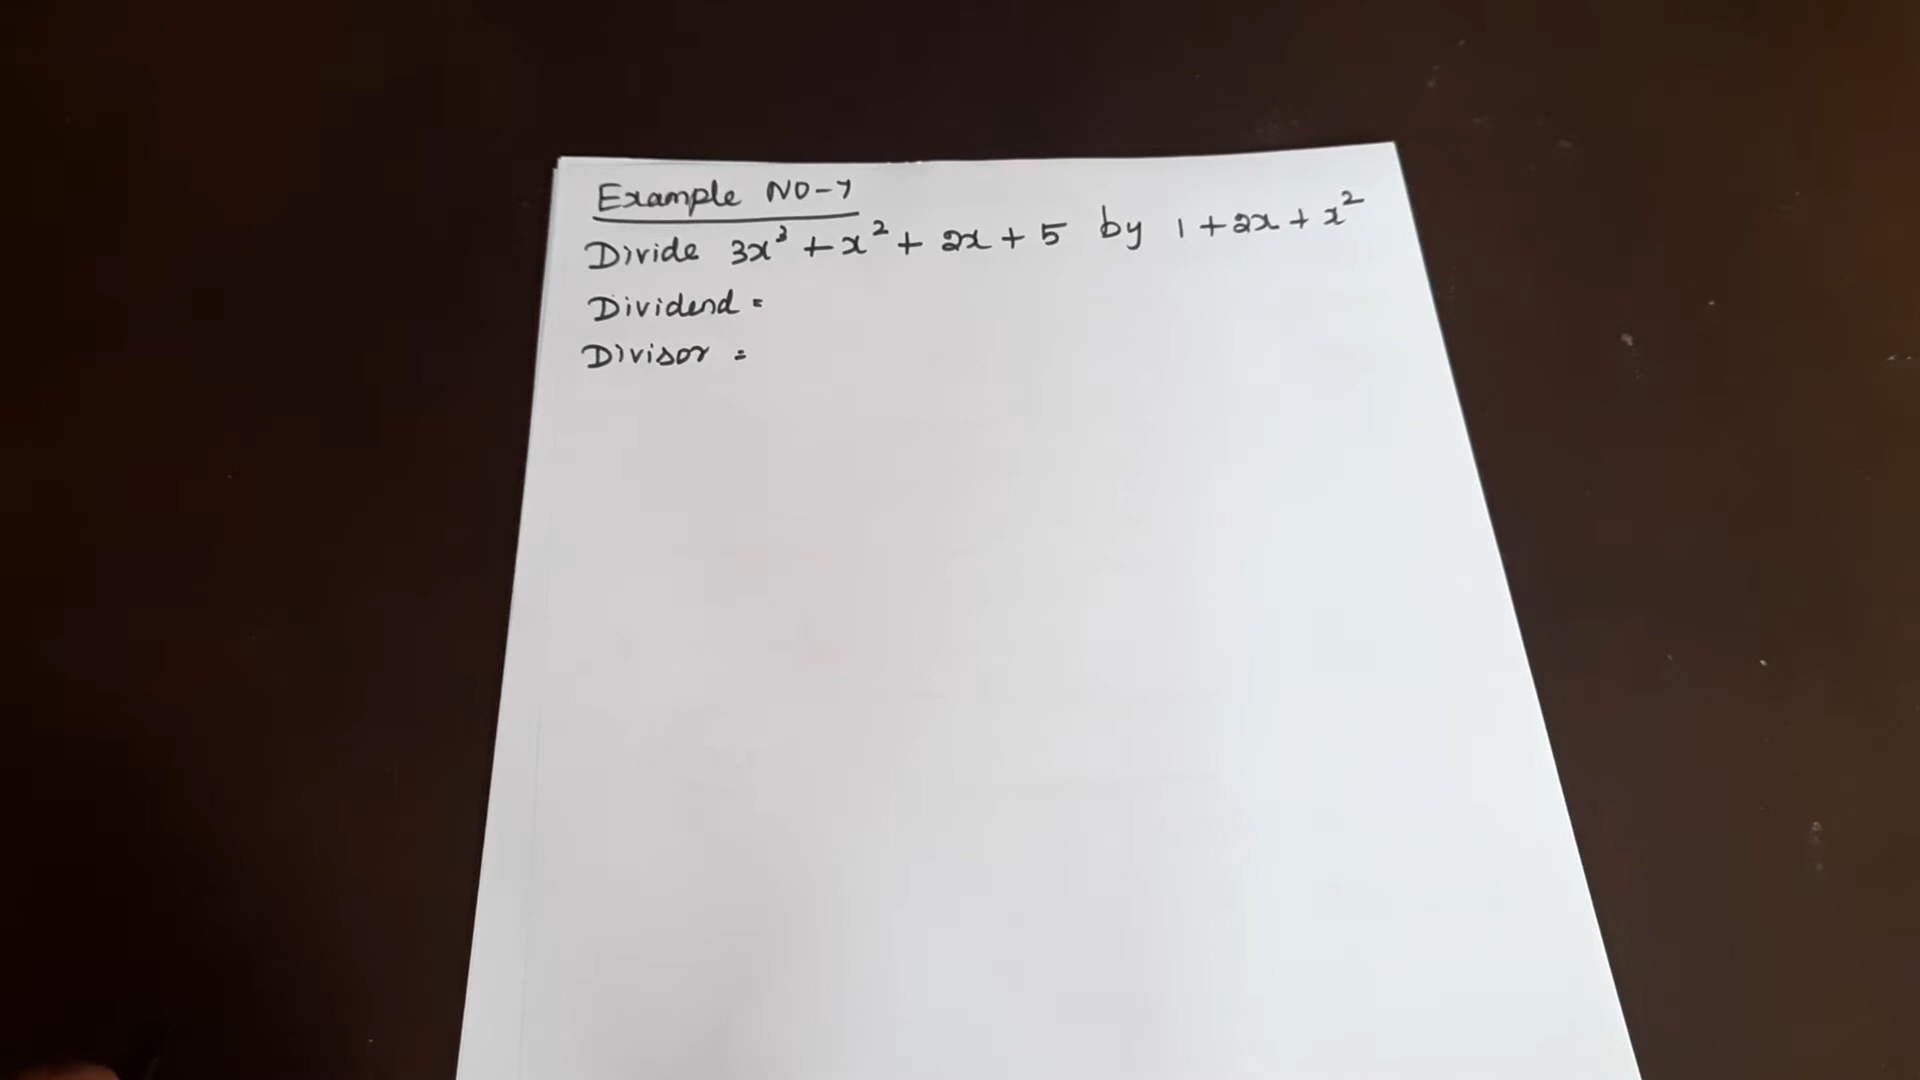 Example NO-7
Divide 3x³ + x² + 2x + 5 by 1 + 2x + x²
Dividend =
Divisor =